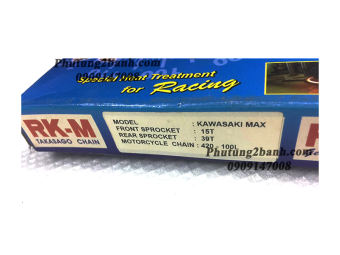 Phutung2banh.com
0909147008
Special Heat Treatment
for Racing
RK-M
TAKASAGO CHAIN
MODEL : KAWASAKI MAX
FRONT SPROCKET : 15T
REAR SPROCKET : 39T
MOTORCYCLE CHAIN : 420 - 100L
Phutung2banh.com
0909147008